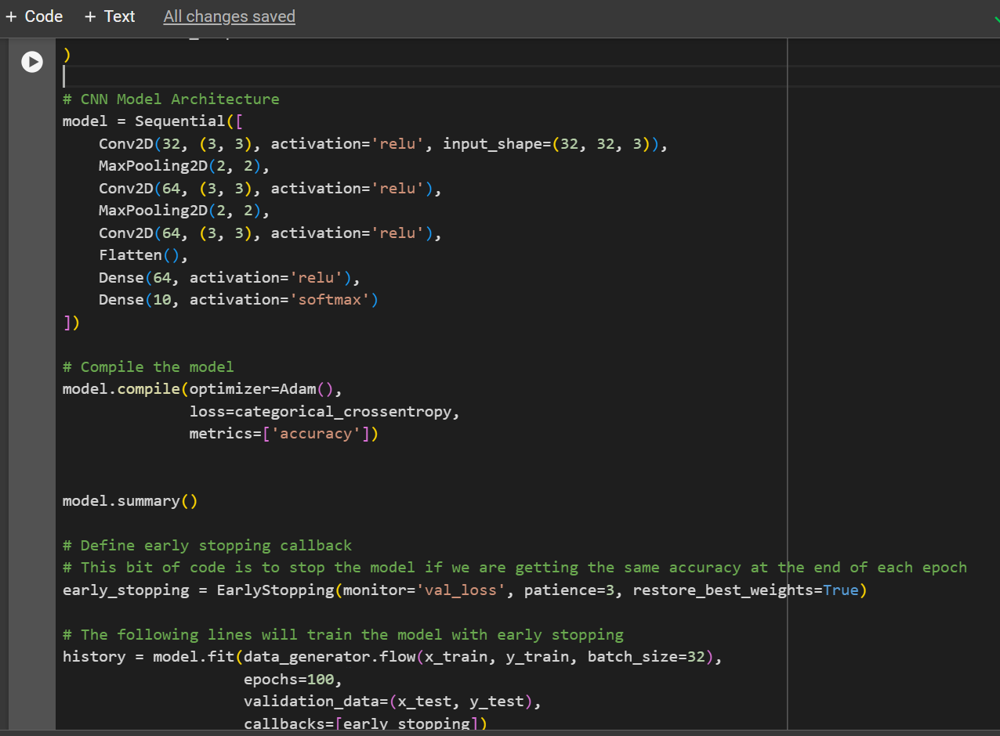 + Code + Text All changes saved
)
# CNN Model Architecture
model = Sequential([
    Conv2D(32, (3, 3), activation='relu', input_shape=(32, 32, 3)),
    MaxPooling2D(2, 2),
    Conv2D(64, (3, 3), activation='relu'),
    MaxPooling2D(2, 2),
    Conv2D(64, (3, 3), activation='relu'),
    Flatten(),
    Dense(64, activation='relu'),
    Dense(10, activation='softmax')
])
# Compile the model
model.compile(optimizer=Adam(),
              loss=categorical_crossentropy,
              metrics=['accuracy'])
model.summary()
# Define early stopping callback
# This bit of code is to stop the model if we are getting the same accuracy at the end of each epoch
early_stopping = EarlyStopping(monitor='val_loss', patience=3, restore_best_weights=True)
# The following lines will train the model with early stopping
history = model.fit(data_generator.flow(x_train, y_train, batch_size=32),
                    epochs=100,
                    validation_data=(x_test, y_test),
                    callbacks=[early_stopping])